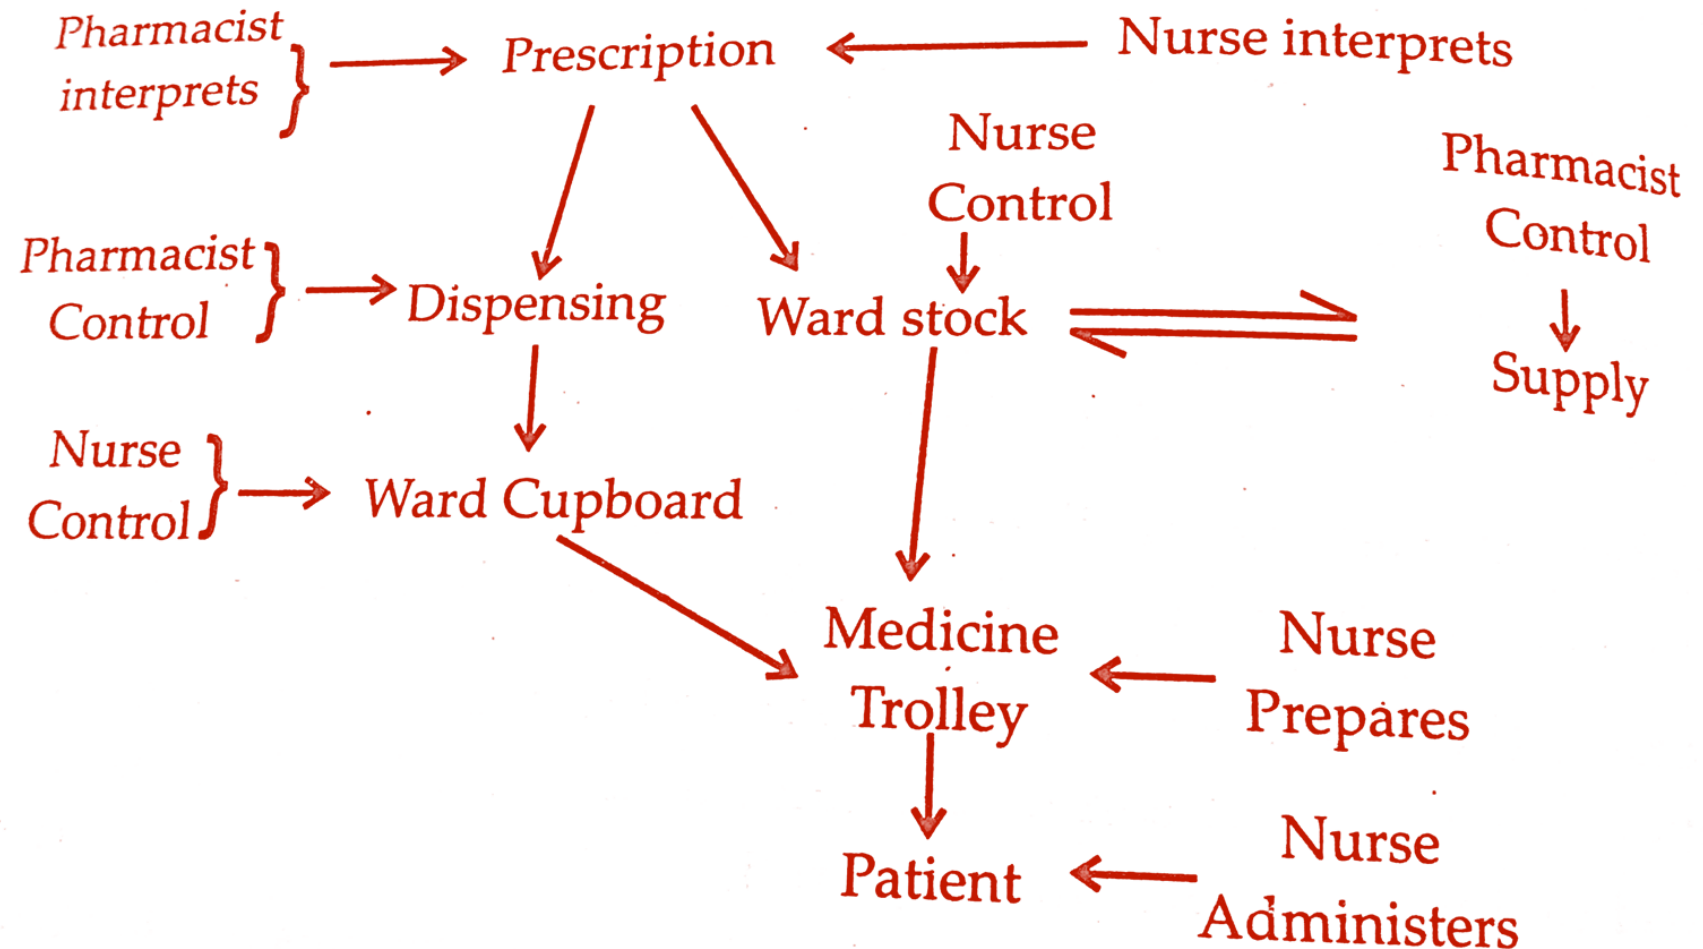 Pharmacist
interprets
Prescription
Nurse interprets
Nurse
Control
Pharmacist
Control
Pharmacist
Control
Dispensing
Ward stock
Supply
Nurse
Control
Ward Cupboard
Medicine
Trolley
Nurse
Prepares
Patient
Nurse
Administers